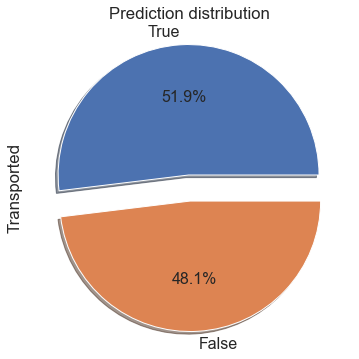 Prediction distribution
True
51.9%
Transported
48.1%
False